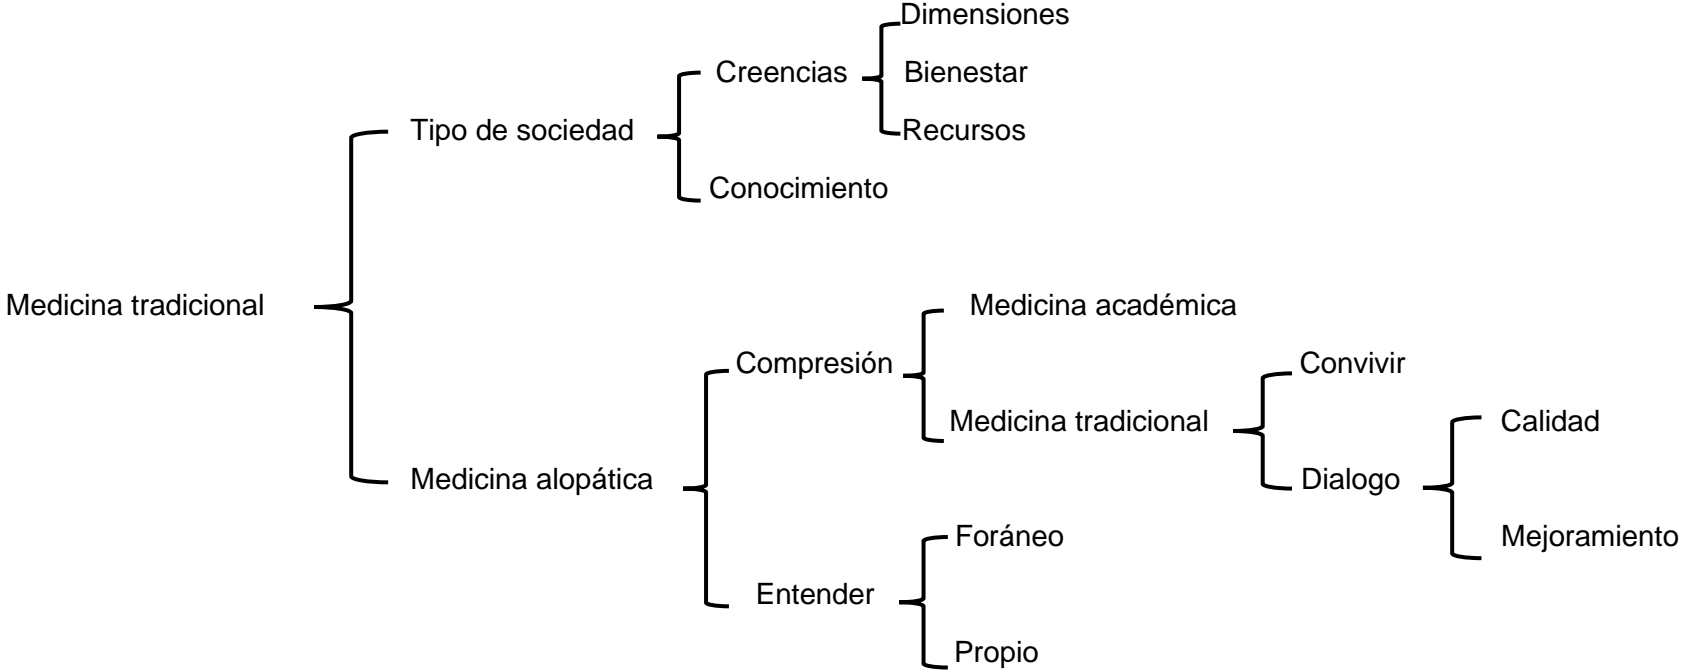 Dimensiones
Creencias
Bienestar
Tipo de sociedad
Recursos
Conocimiento
Medicina tradicional
Medicina académica
Compresión
Convivir
Medicina tradicional
Calidad
Medicina alopática
Dialogo
Foráneo
Mejoramiento
Entender
Propio